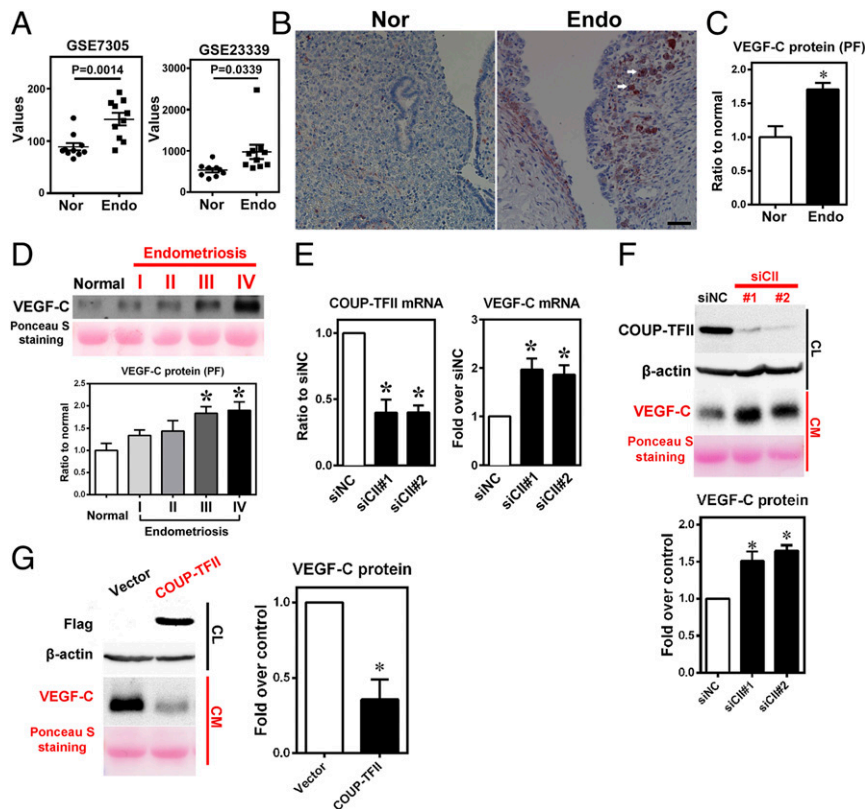 A
GSE7305
P=0.0014
Values
200
100
0
Nor
Endo
GSE23339
P=0.0339
Values
3000
2000
1000
0
Nor
Endo
B
Nor
Endo
C
VEGF-C protein (PF)
*
Ratio to normal
2.0
1.5
1.0
0.5
0.0
Nor
Endo
D
Endometriosis
Normal
I
II
III
IV
VEGF-C
Ponceau S
staining
VEGF-C protein (PF)
Ratio to normal
2.0
1.5
1.0
0.5
0.0
* *
Normal
I
II
III
IV
Endometriosis
E
COUP-TFII mRNA
Ratio to siNC
1.0
0.5
0.0
* *
siNC
siCII#1
siCII#2
VEGF-C mRNA
Fold over siNC
3
2
1
0
* *
siNC
siCII#1
siCII#2
F
siCII
siNC
#1
#2
COUP-TFII
β-actin
CL
VEGF-C
Ponceau S
staining
CM
VEGF-C protein
Fold over control
2.0
1.5
1.0
0.5
0.0
* *
siNC
siCII#1
siCII#2
G
Vector
COUP-TFII
Flag
β-actin
CL
VEGF-C
Ponceau S
staining
CM
VEGF-C protein
Fold over control
1.0
0.5
0.0
*
Vector
COUP-TFII